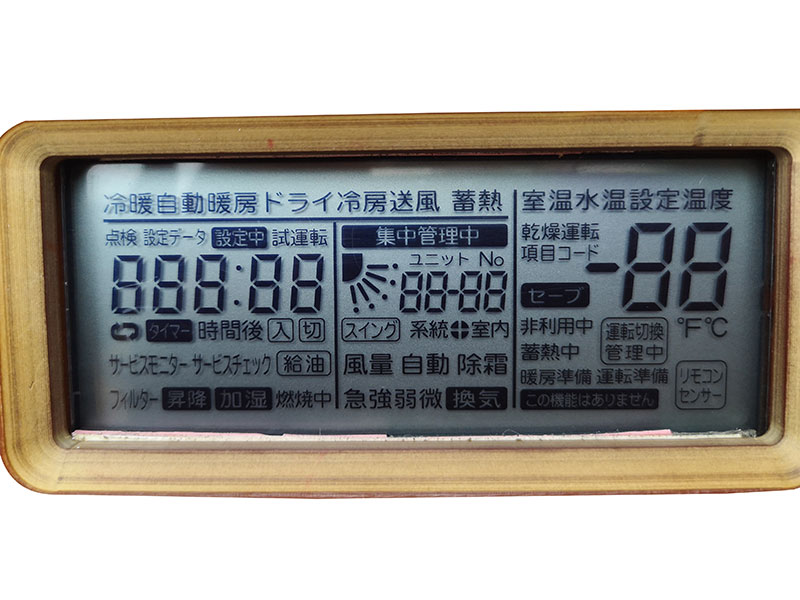 冷暖自動暖房ドライ冷房送風 蓄熱
点検 設定データ 設定中 試運転
888:88
タイマー 時間後 入 切
サービスモニター サービスチェック 給油
フィルター 昇降 加湿 燃焼中
集中管理中
ユニット No
88-88
スイング 系統 室内
風量 自動 除霜
急強弱微 換気
室温水温設定温度
乾燥運転
項目コード
-88
セーブ
非利用中 運転切換 °F°C
蓄熱中 管理中
暖房準備 運転準備 リモコン
この機能はありません センサー